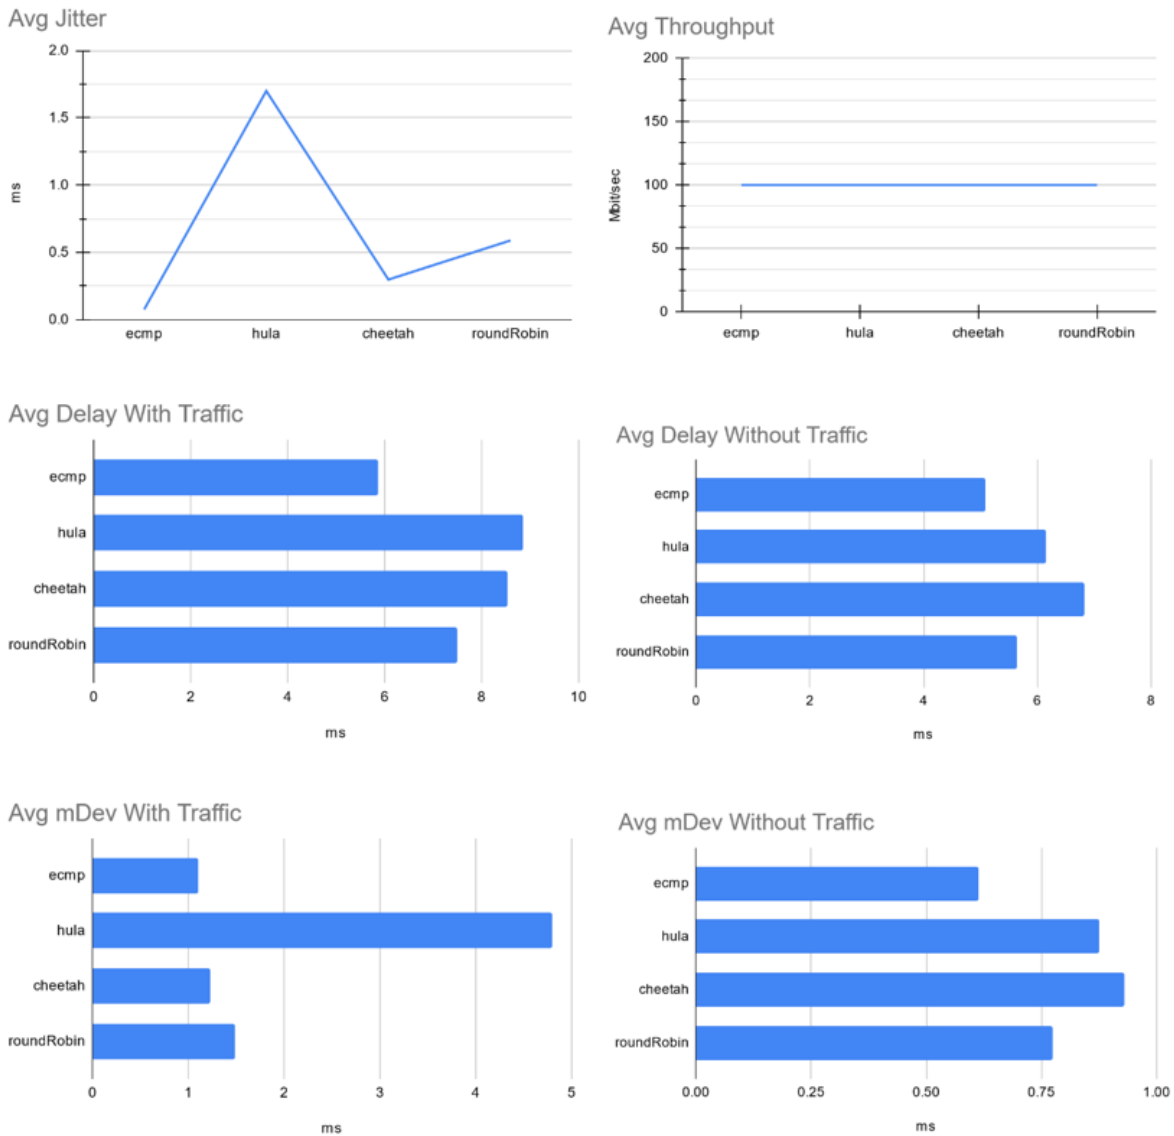 Avg Jitter
2.0
1.5
1.0
0.5
0.0
ms
ecmp hula cheetah roundRobin
Avg Throughput
200
150
100
50
0
Mbit/sec
ecmp hula cheetah roundRobin
Avg Delay With Traffic
ecmp
hula
cheetah
roundRobin
0 2 4 6 8 10
ms
Avg Delay Without Traffic
ecmp
hula
cheetah
roundRobin
0 2 4 6 8
ms
Avg mDev With Traffic
ecmp
hula
cheetah
roundRobin
0 1 2 3 4 5
ms
Avg mDev Without Traffic
ecmp
hula
cheetah
roundRobin
0.00 0.25 0.50 0.75 1.00
ms